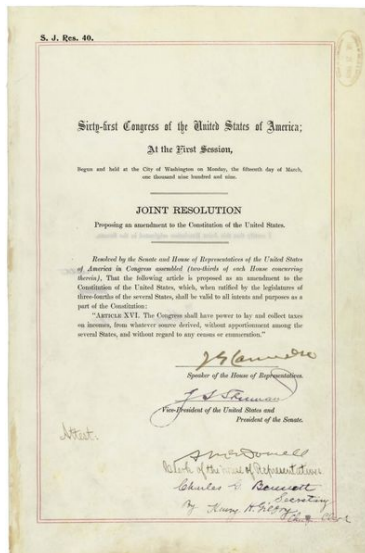 S. J. Res. 40.
Sixty-first Congress of the United States of America;
At the First Session,
Begun and held at the City of Washington on Monday, the fifteenth day of March,
one thousand nine hundred and nine.
JOINT RESOLUTION
Proposing an amendment to the Constitution of the United States.
Resolved by the Senate and House of Representatives of the United States
of America in Congress assembled (two-thirds of each House concurring
therein), That the following article is proposed as an amendment to the
Constitution of the United States, which, when ratified by the legislatures of
three-fourths of the several States, shall be valid to all intents and purposes as a
part of the Constitution:
"ARTICLE XVI. The Congress shall have power to lay and collect taxes
on incomes, from whatever source derived, without apportionment among the
several States, and without regard to any census or enumeration."
Speaker of the House of Representatives.
J S Sherman
Vice-President of the United States and
President of the Senate.
Attest:
Clerk of the House of Representatives
Charles G. Bennett
Secretary
By Henry H. Gilfry
Chief Clerk